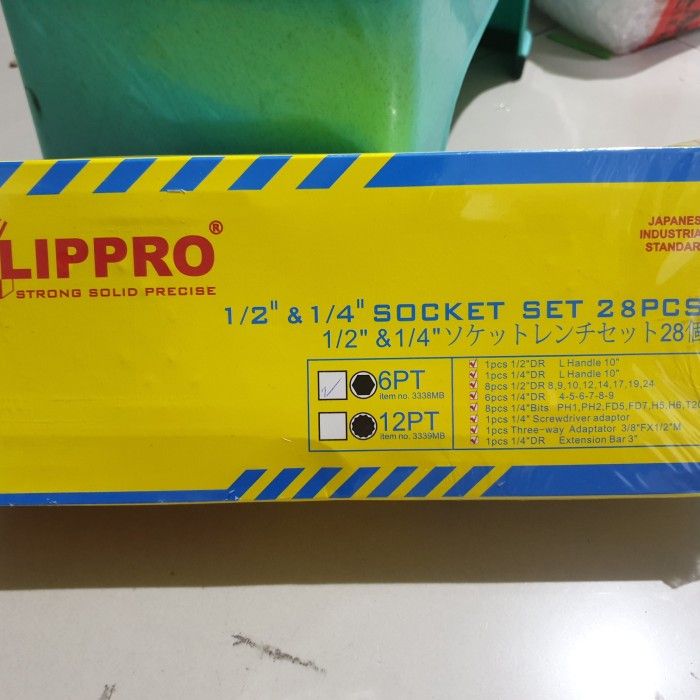 LIPPRO®
STRONG SOLID PRECISE
JAPANES
INDUSTRIA
STANDAR
1/2" & 1/4" SOCKET SET 28PCS
1/2" &1/4"ソケットレンチセット28個
6PT
item no. 3338MB
12PT
item no. 3339MB
1pcs 1/2"DR L Handle 10"
1pcs 1/4"DR L Handle 10"
8pcs 1/2"DR 8,9,10,12,14,17,19,24
6pcs 1/4"DR 4-5-6-7-8-9
8pcs 1/4"Bits PH1,PH2,FD5,FD7,H5,H6,T20
1pcs 1/4" Screwdriver adaptor
1pcs Three-way Adaptator 3/8"FX1/2"M
1pcs 1/4"DR Extension Bar 3"